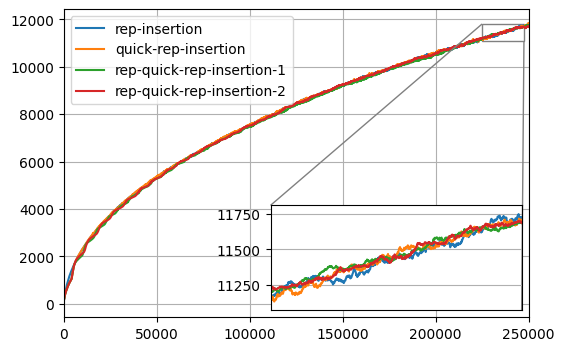 rep-insertion
quick-rep-insertion
rep-quick-rep-insertion-1
rep-quick-rep-insertion-2
12000
10000
8000
6000
4000
2000
0
11750
11500
11250
0 50000 100000 150000 200000 250000